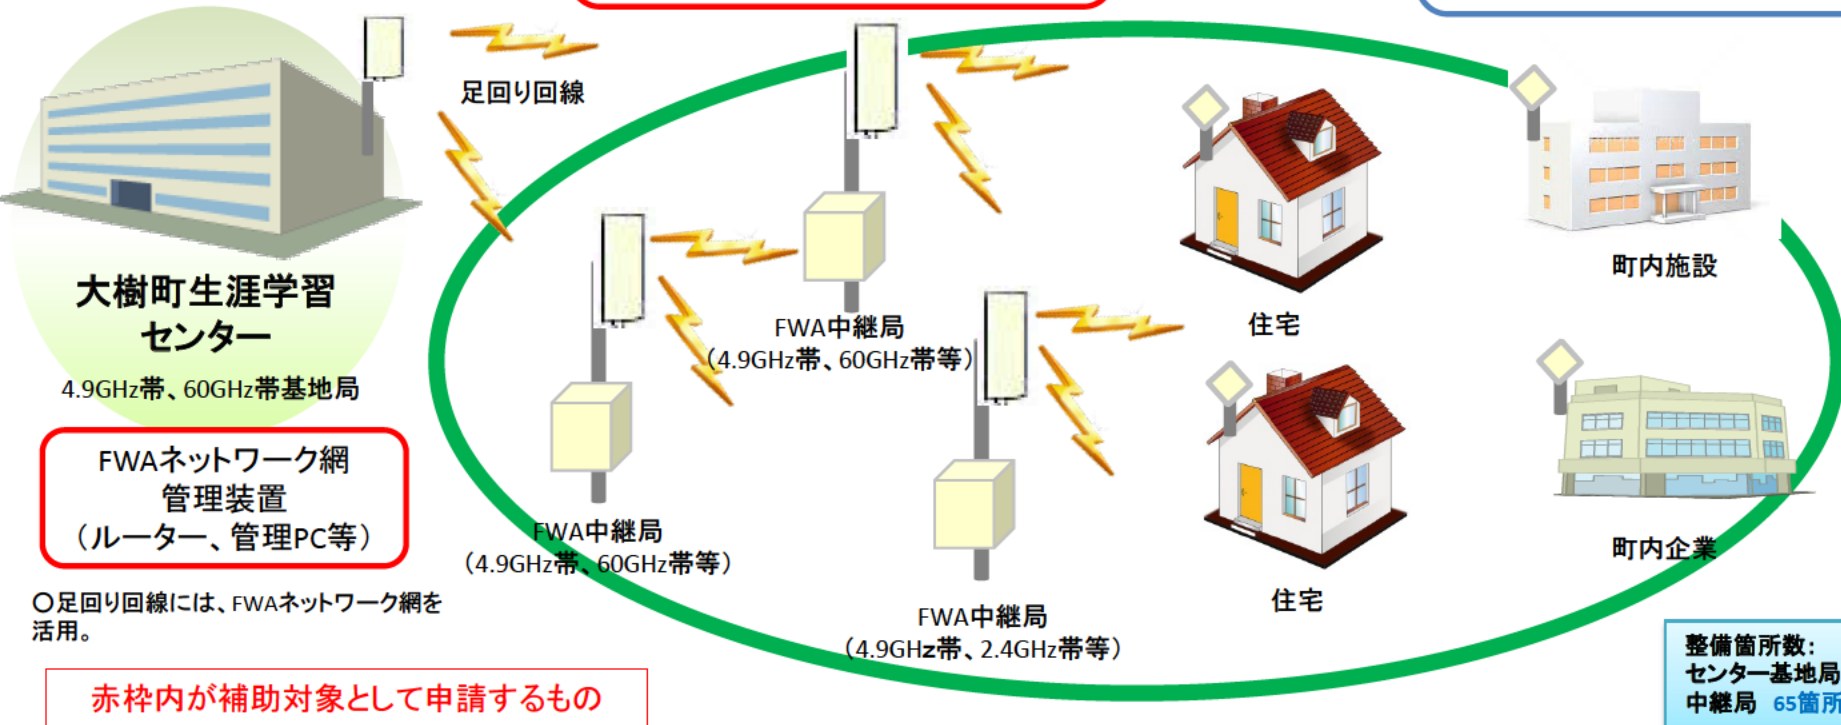 足回り回線
大樹町生涯学習
センター
4.9GHz帯、60GHz帯基地局
FWAネットワーク網
管理装置
（ルーター、管理PC等）
〇足回り回線には、FWAネットワーク網を
活用。
赤枠内が補助対象として申請するもの
FWA中継局
（4.9GHz帯、60GHz帯等）
FWA中継局
（4.9GHz帯、60GHz帯等）
FWA中継局
（4.9GHz帯、2.4GHz帯等）
住宅
住宅
町内施設
町内企業
整備箇所数：
センター基地局
中継局 65箇所